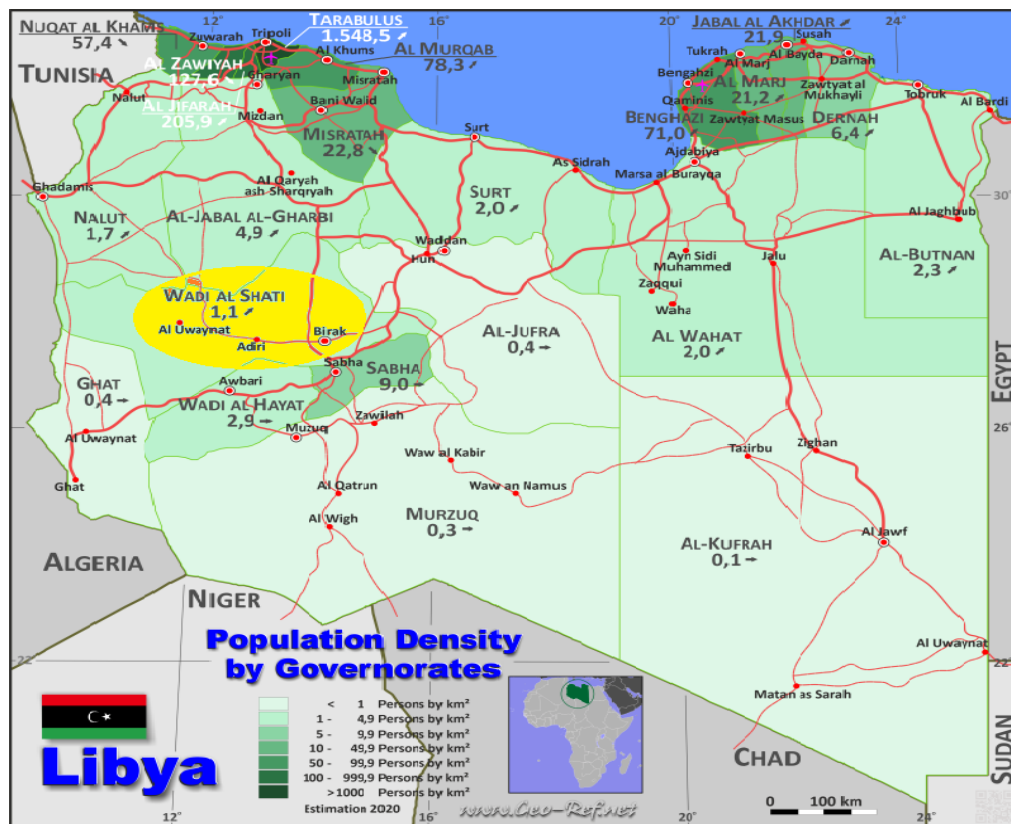 12
16
20
24
NUQAT AL KHAMS
57,4
TARABULUS
1.548,5
JABAL AL AKHDAR
21,9
Zuwarah
Tripoli
Al Khums
AL MURQAB
78,3
Susah
Tukrah
Al Marj
Al Bayda
Darnah
TUNISIA
AL ZAWIYAH
127,6
Gharyan
Misratah
Bengahzi
AL MARJ
21,2
Zawtyat al
Mukhayli
Tobruk
Nalut
AL JIFARAH
205,9
Mizdan
Bani Walid
Qaminis
BENGHAZI
71,0
Zawtyat Masus
DERNAH
6,4
Al Bardi
MISRATAH
22,8
Surt
As Sidrah
Ajdabiya
Marsa al Burayqa
Ghadamis
Al Qaryah
ash-Sharqiyah
30
NALUT
1,7
AL-JABAL AL-GHARBI
4,9
SURT
2,0
Al Jaghbub
Waddan
Hun
Ayn Sidi
Muhammed
Jalu
AL-BUTNAN
2,3
Zaqqui
Waha
WADI AL SHATI
1,1
Al Uwaynat
Adiri
Birak
AL-JUFRA
0,4
AL WAHAT
2,0
EGYPT
GHAT
0,4
Sabha
SABHA
9,0
Awbari
WADI AL HAYAT
2,9
Zawilah
Al Uwaynat
Muzuq
26
Ghat
Waw al Kabir
Tazirbu
Zighan
Al Qatrun
Waw an Namus
Al Wigh
MURZUQ
0,3
AL-KUFRAH
0,1
Al Jawf
ALGERIA
NIGER
Population Density
by Governorates
Al Uwaynat
22
22
Matan as Sarah
< 1 Persons by km²
1 - 4,9 Persons by km²
5 - 9,9 Persons by km²
10 - 49,9 Persons by km²
50 - 99,9 Persons by km²
100 - 999,9 Persons by km²
>1000 Persons by km²
Estimation 2020
Libya
www.Geo-Ref.net
CHAD
SUDAN
0 100 km
12
16
20
24